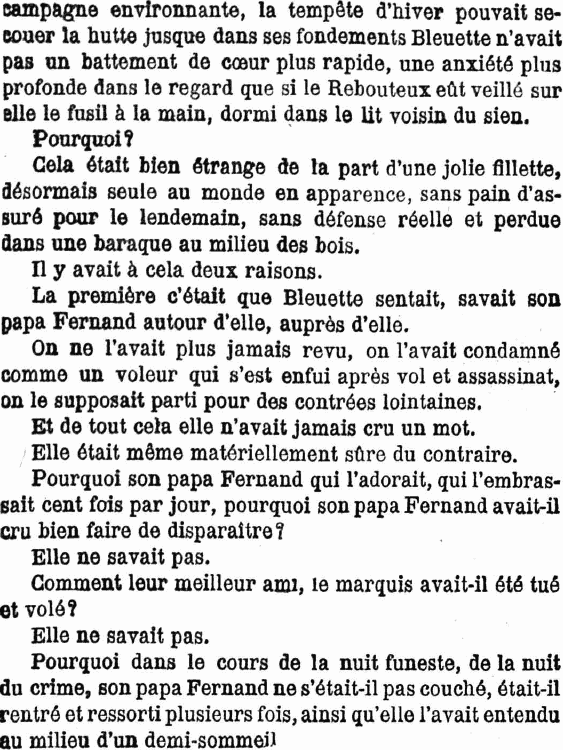 campagne environnante, la tempête d'hiver pouvait se-
couer la hutte jusque dans ses fondements Bleuette n'avait
pas un battement de cœur plus rapide, une anxiété plus
profonde dans le regard que si le Rebouteux eût veillé sur
elle le fusil à la main, dormi dans le lit voisin du sien.
Pourquoi?
Cela était bien étrange de la part d'une jolie fillette,
désormais seule au monde en apparence, sans pain d'as-
suré pour le lendemain, sans défense réelle et perdue
dans une baraque au milieu des bois.
Il y avait à cela deux raisons.
La première c'était que Bleuette sentait, savait son
papa Fernand autour d'elle, auprès d'elle.
On ne l'avait plus jamais revu, on l'avait condamné
comme un voleur qui s'est enfui après vol et assassinat,
on le supposait parti pour des contrées lointaines.
Et de tout cela elle n'avait jamais cru un mot.
Elle était même matériellement sûre du contraire.
Pourquoi son papa Fernand qui l'adorait, qui l'embras-
sait cent fois par jour, pourquoi son papa Fernand avait-il
cru bien faire de disparaître?
Elle ne savait pas.
Comment leur meilleur ami, le marquis avait-il été tué
et volé?
Elle ne savait pas.
Pourquoi dans le cours de la nuit funeste, de la nuit
du crime, son papa Fernand ne s'était-il pas couché, était-il
rentré et ressorti plusieurs fois, ainsi qu'elle l'avait entendu
au milieu d'un demi-sommeil